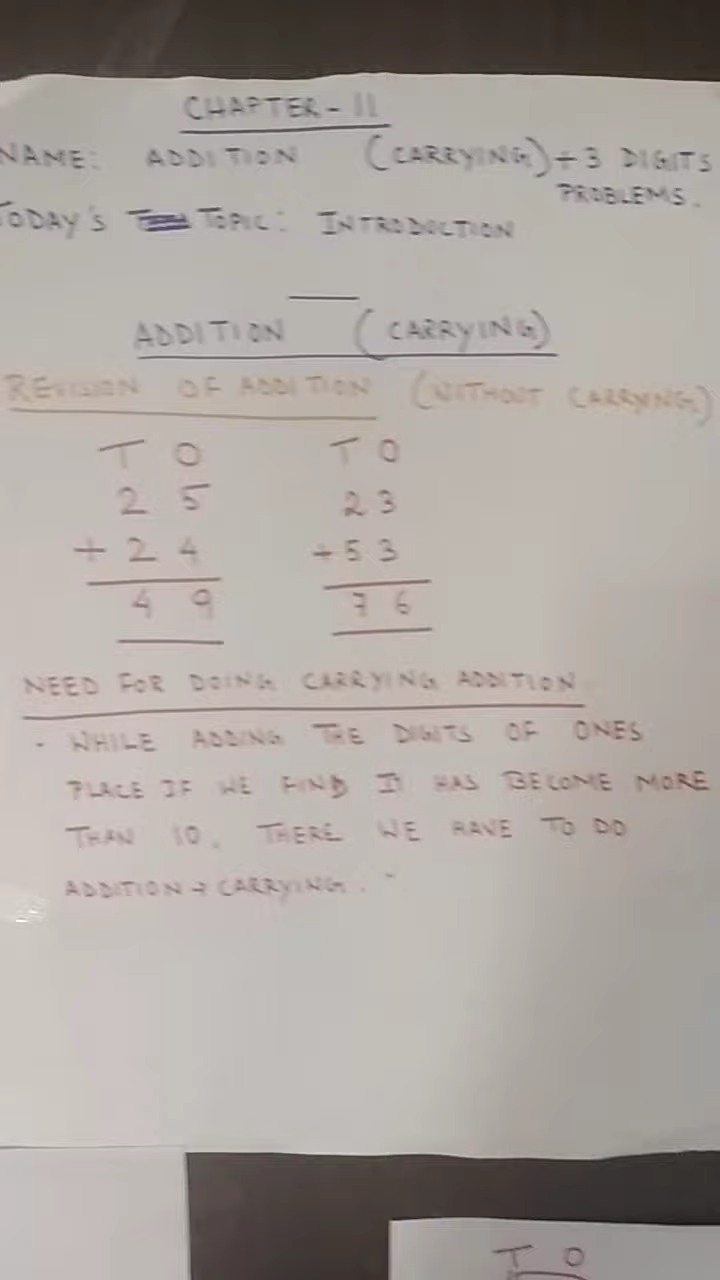 CHAPTER-11
NAME: ADDITION (CARRYING)+3 DIGITS
PROBLEMS.
TODAY'S TOPIC: INTRODUCTION
ADDITION (CARRYING)
REVISION OF ADDITION (WITHOUT CARRYING)
T O T O
2 5 2 3
+ 2 4 + 5 3
4 9 7 6
NEED FOR DOING CARRYING ADDITION
• WHILE ADDING THE DIGITS OF ONES
PLACE IF WE FIND IT HAS BECOME MORE
THAN 10. THERE WE HAVE TO DO
ADDITION → CARRYING.
T O